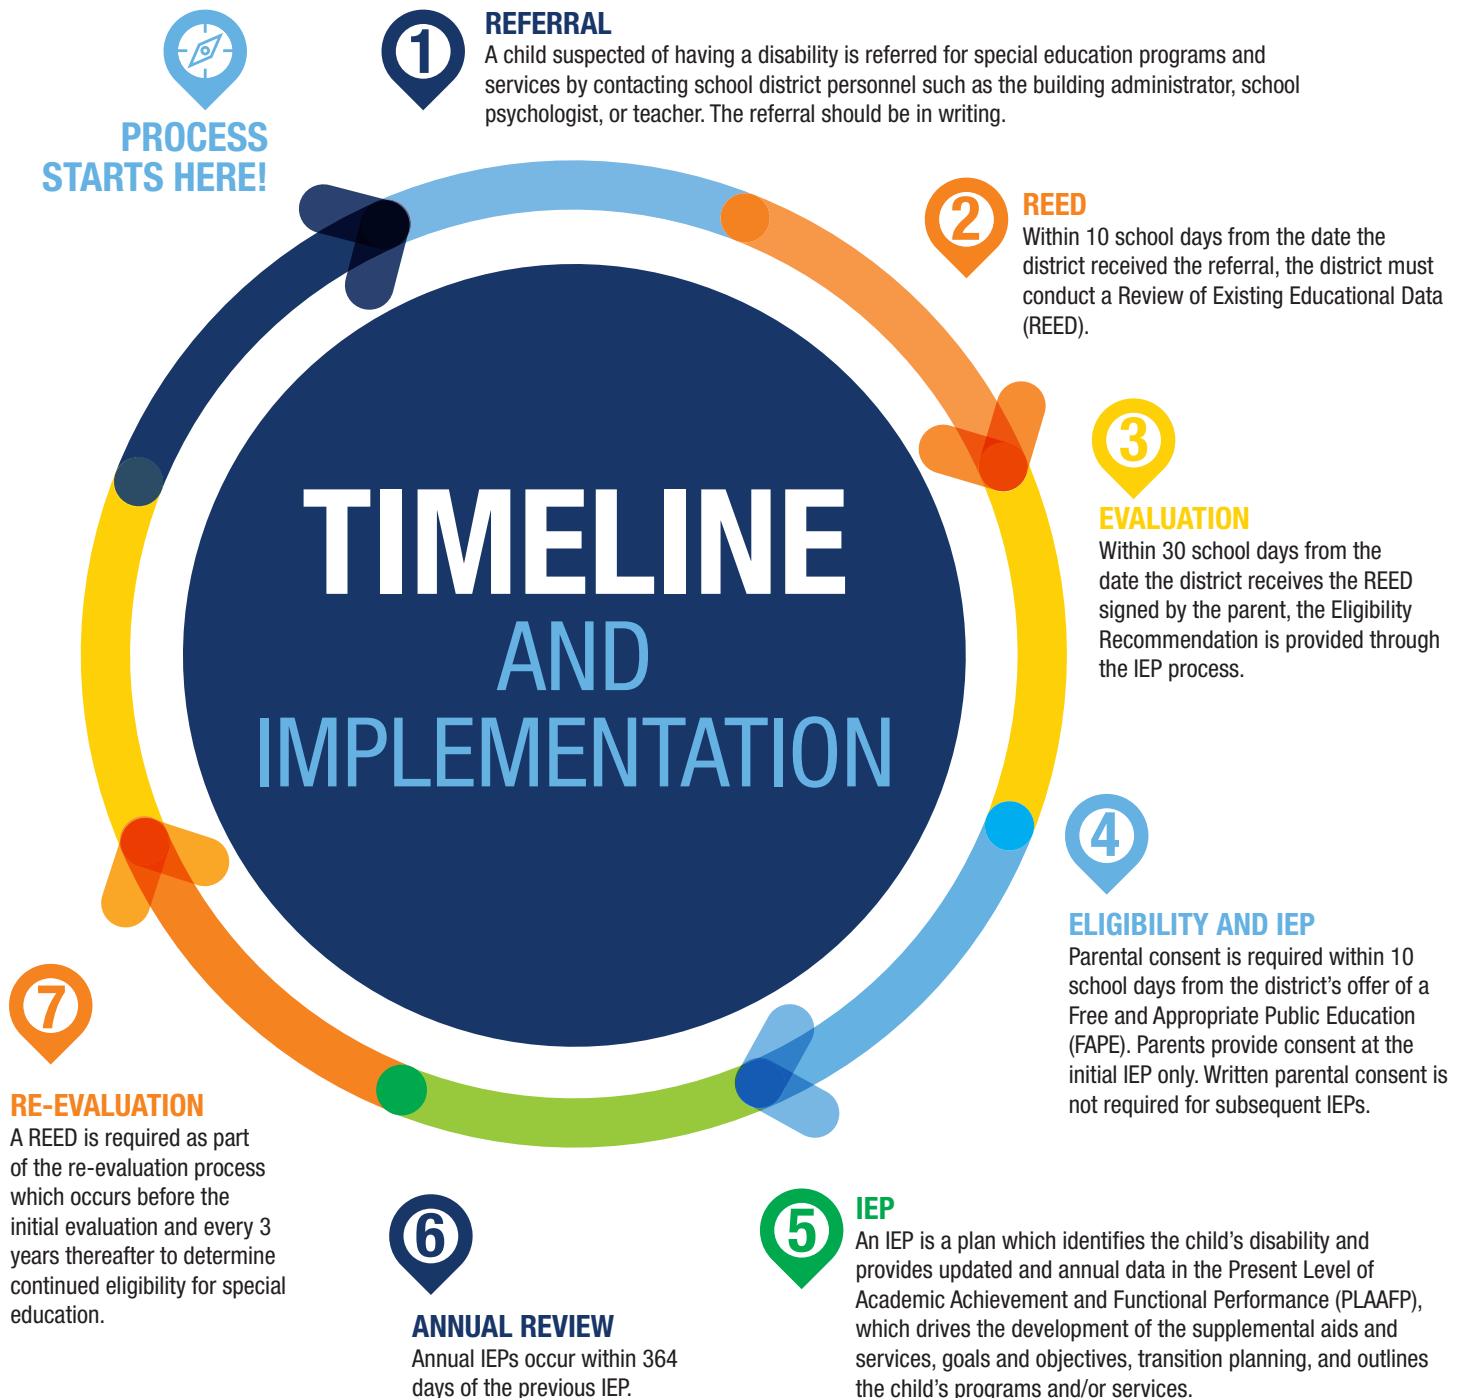 PROCESS
STARTS HERE!
1
REFERRAL
A child suspected of having a disability is referred for special education programs and
services by contacting school district personnel such as the building administrator, school
psychologist, or teacher. The referral should be in writing.
2
REED
Within 10 school days from the date the
district received the referral, the district must
conduct a Review of Existing Educational Data
(REED).
3
EVALUATION
Within 30 school days from the
date the district receives the REED
signed by the parent, the Eligibility
Recommendation is provided through
the IEP process.
TIMELINE
AND
IMPLEMENTATION
4
ELIGIBILITY AND IEP
Parental consent is required within 10
school days from the district’s offer of a
Free and Appropriate Public Education
(FAPE). Parents provide consent at the
initial IEP only. Written parental consent is
not required for subsequent IEPs.
5
IEP
An IEP is a plan which identifies the child’s disability and
provides updated and annual data in the Present Level of
Academic Achievement and Functional Performance (PLAAFP),
which drives the development of the supplemental aids and
services, goals and objectives, transition planning, and outlines
the child’s programs and/or services.
6
ANNUAL REVIEW
Annual IEPs occur within 364
days of the previous IEP.
7
RE-EVALUATION
A REED is required as part
of the re-evaluation process
which occurs before the
initial evaluation and every 3
years thereafter to determine
continued eligibility for special
education.